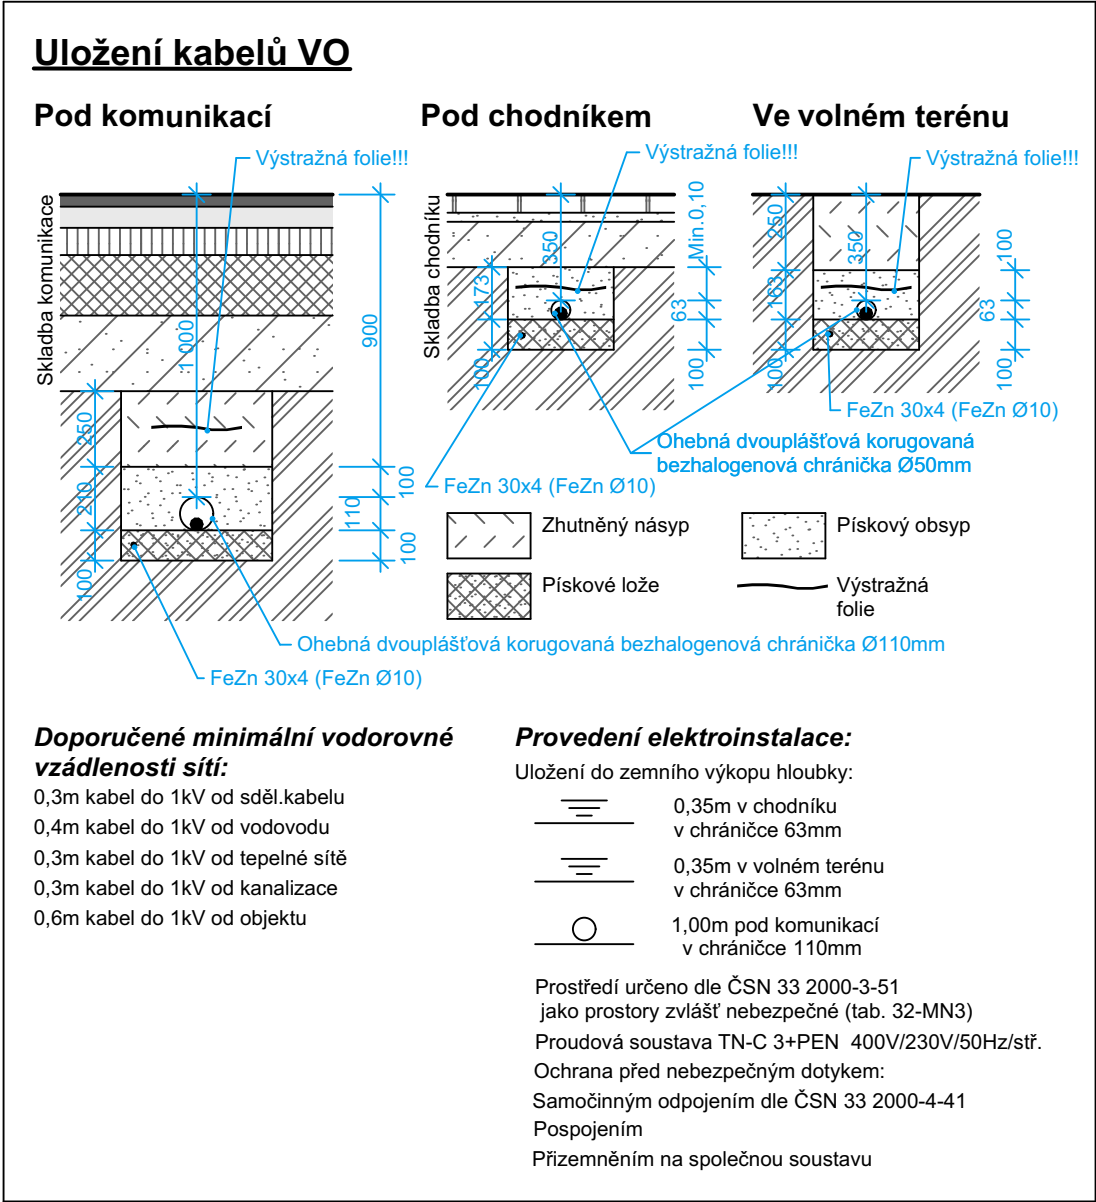 Uložení kabelů VO
Pod komunikací
Pod chodníkem
Ve volném terénu
Výstražná folie!!!
Výstražná folie!!!
Výstražná folie!!!
Skladba komunikace
1 000
900
250
210
100
100
110
100
FeZn 30x4 (FeZn Ø10)
Ohebná dvouplášťová korugovaná bezhalogenová chránička Ø110mm
Skladba chodníku
350
Min.0,10
173
63
100
100
FeZn 30x4 (FeZn Ø10)
250
350
100
163
63
100
100
FeZn 30x4 (FeZn Ø10)
Ohebná dvouplášťová korugovaná
bezhalogenová chránička Ø50mm
Zhutněný násyp
Pískový obsyp
Pískové lože
Výstražná
folie
Doporučené minimální vodorovné
vzádlenosti sítí:
0,3m kabel do 1kV od sděl.kabelu
0,4m kabel do 1kV od vodovodu
0,3m kabel do 1kV od tepelné sítě
0,3m kabel do 1kV od kanalizace
0,6m kabel do 1kV od objektu
Provedení elektroinstalace:
Uložení do zemního výkopu hloubky:
0,35m v chodníku
v chráničce 63mm
0,35m v volném terénu
v chráničce 63mm
1,00m pod komunikací
v chráničce 110mm
Prostředí určeno dle ČSN 33 2000-3-51
jako prostory zvlášť nebezpečné (tab. 32-MN3)
Proudová soustava TN-C 3+PEN 400V/230V/50Hz/stř.
Ochrana před nebezpečným dotykem:
Samočinným odpojením dle ČSN 33 2000-4-41
Pospojením
Přizemněním na společnou soustavu